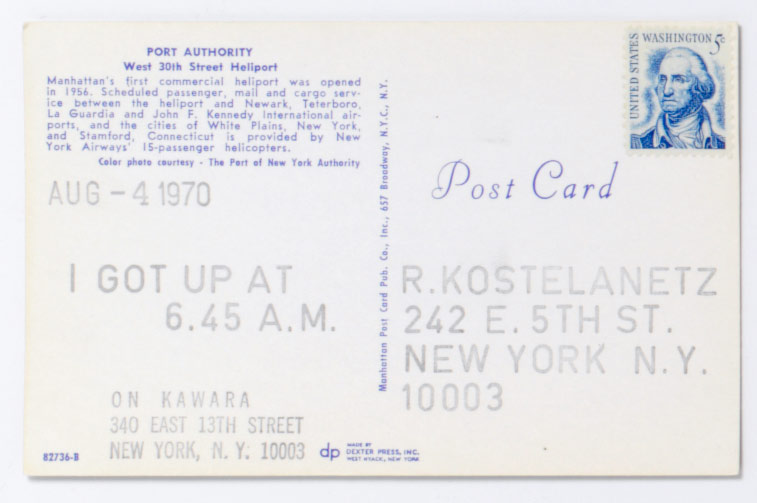 PORT AUTHORITY
West 30th Street Heliport
Manhattan's first commercial heliport was opened
in 1956. Scheduled passenger, mail and cargo serv-
ice between the heliport and Newark, Teterboro,
La Guardia and John F. Kennedy International air-
ports, and the cities of White Plains, New York,
and Stamford, Connecticut is provided by New
York Airways' 15-passenger helicopters.
Color photo courtesy - The Port of New York Authority
AUG - 4 1970
I GOT UP AT
6.45 A.M.
ON KAWARA
340 EAST 13TH STREET
NEW YORK, N. Y. 10003
82736-B
dp
MADE BY
DEXTER PRESS, INC.
WEST NYACK, NEW YORK
Manhattan Post Card Pub. Co., Inc., 657 Broadway, N.Y.C., N.Y.
UNITED STATES
WASHINGTON 5c
Post Card
R. KOSTELANETZ
242 E. 5TH ST.
NEW YORK N.Y.
10003